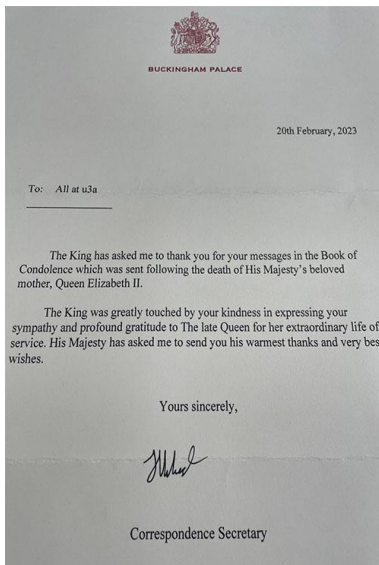 BUCKINGHAM PALACE
20th February, 2023
To: All at u3a
The King has asked me to thank you for your messages in the Book of
Condolence which was sent following the death of His Majesty's beloved
mother, Queen Elizabeth II.
The King was greatly touched by your kindness in expressing your
sympathy and profound gratitude to The late Queen for her extraordinary life of
service. His Majesty has asked me to send you his warmest thanks and very bes
wishes.
Yours sincerely,
Correspondence Secretary